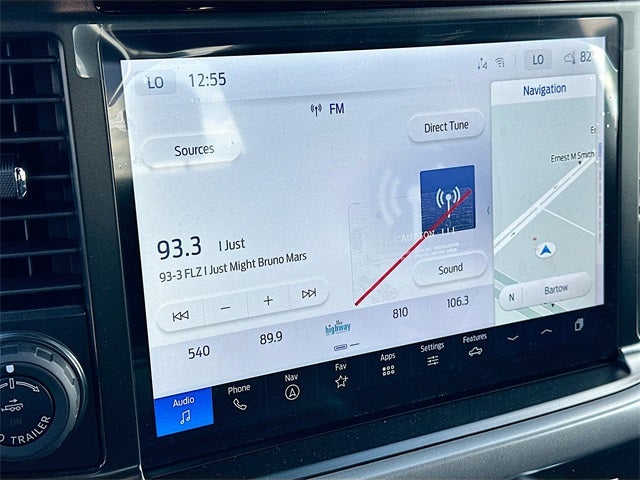 LO 12:55 LO 82°
FM
Navigation
Direct Tune
Sources
Ernest M Smith
93.3 I Just
93-3 FLZ I Just Might Bruno Mars
CAUTION
Sound
N Bartow
540 89.9 the highway 810 106.3
Audio Phone Nav Fav Apps Settings Features
O TRAILER
ON